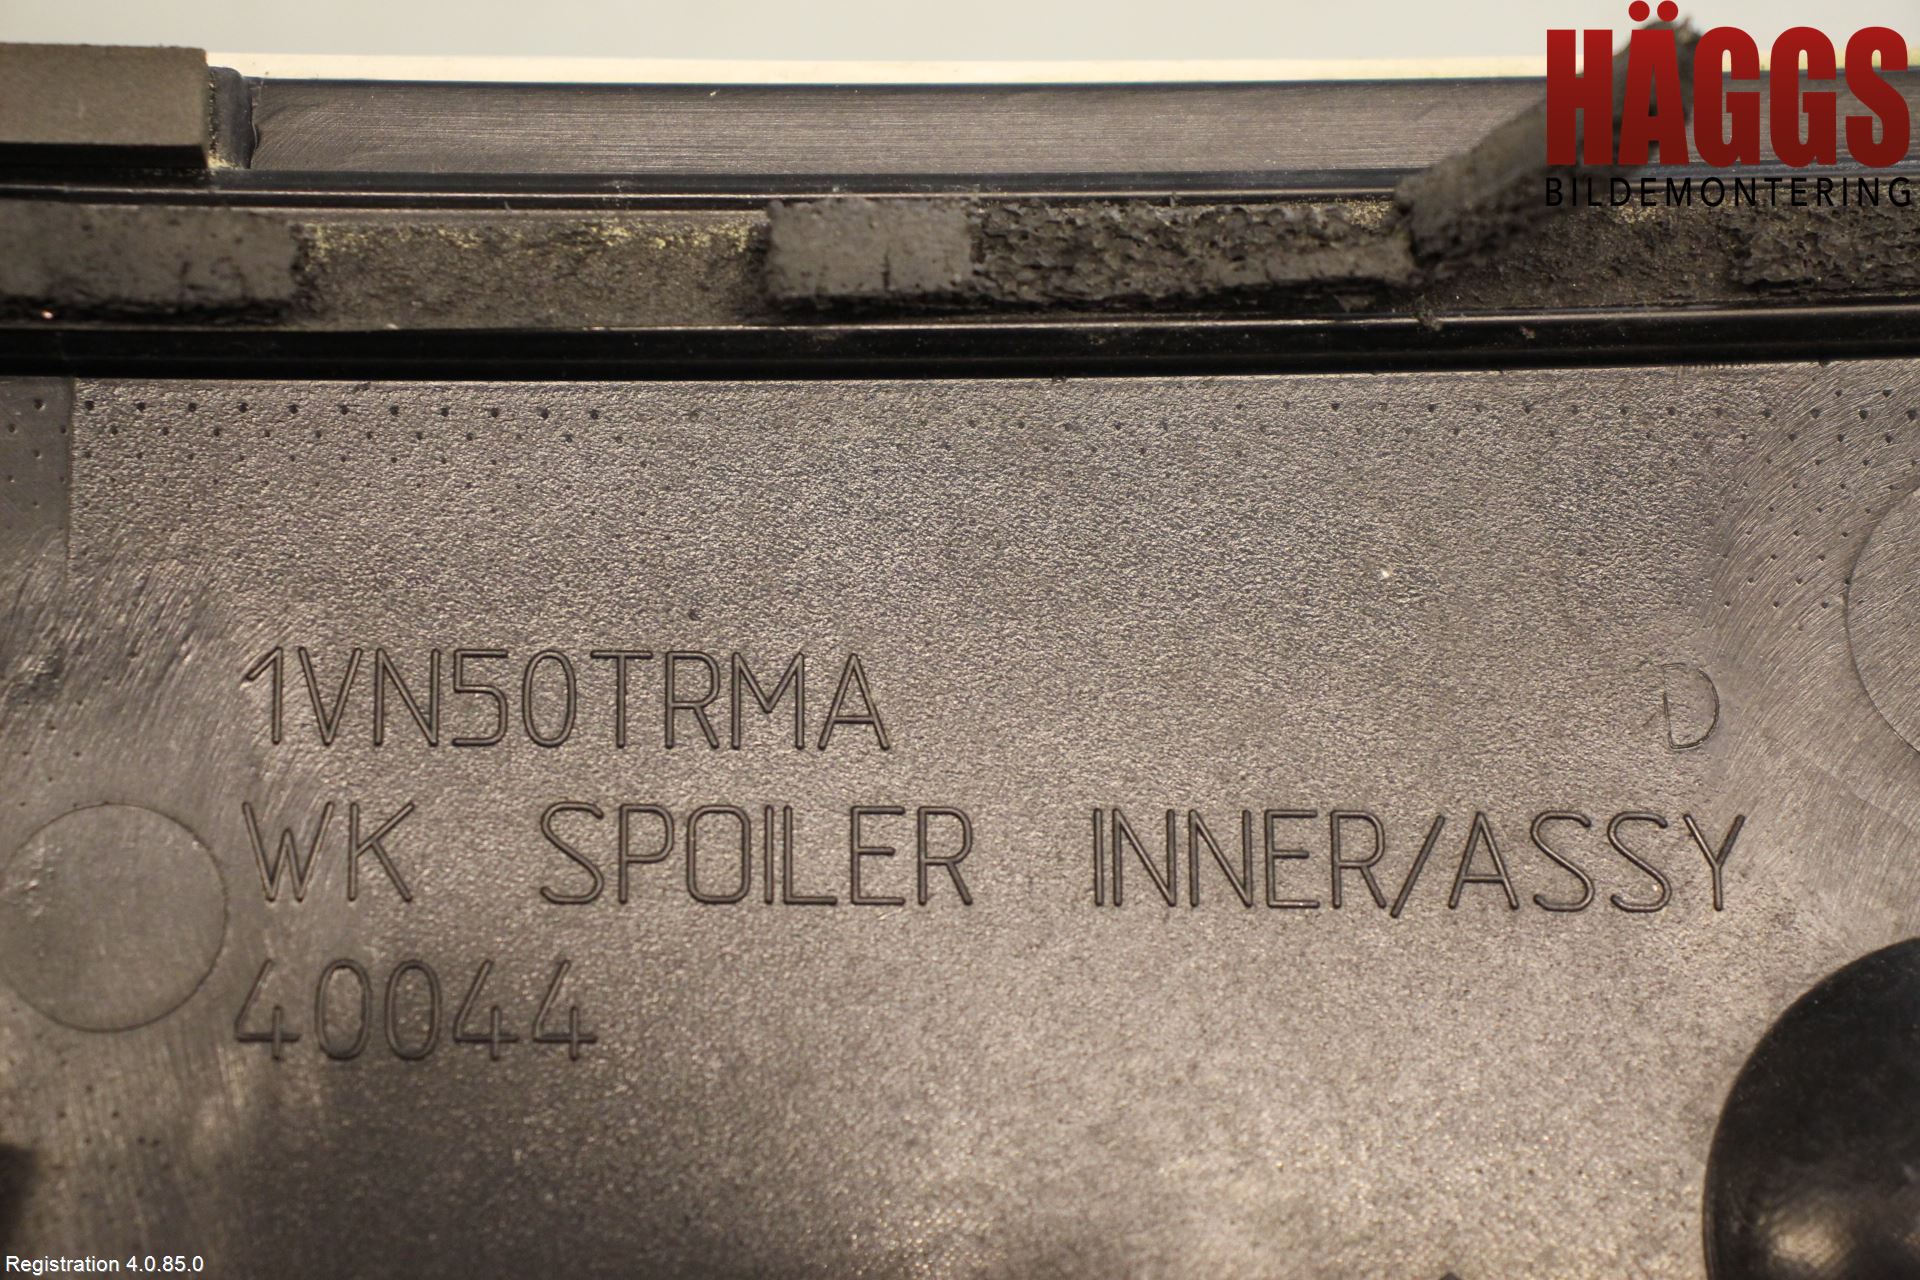 HÄGGS
BILDEMONTERING
1VN50TRMA D
WK SPOILER INNER/ASSY
40044
Registration 4.0.85.0